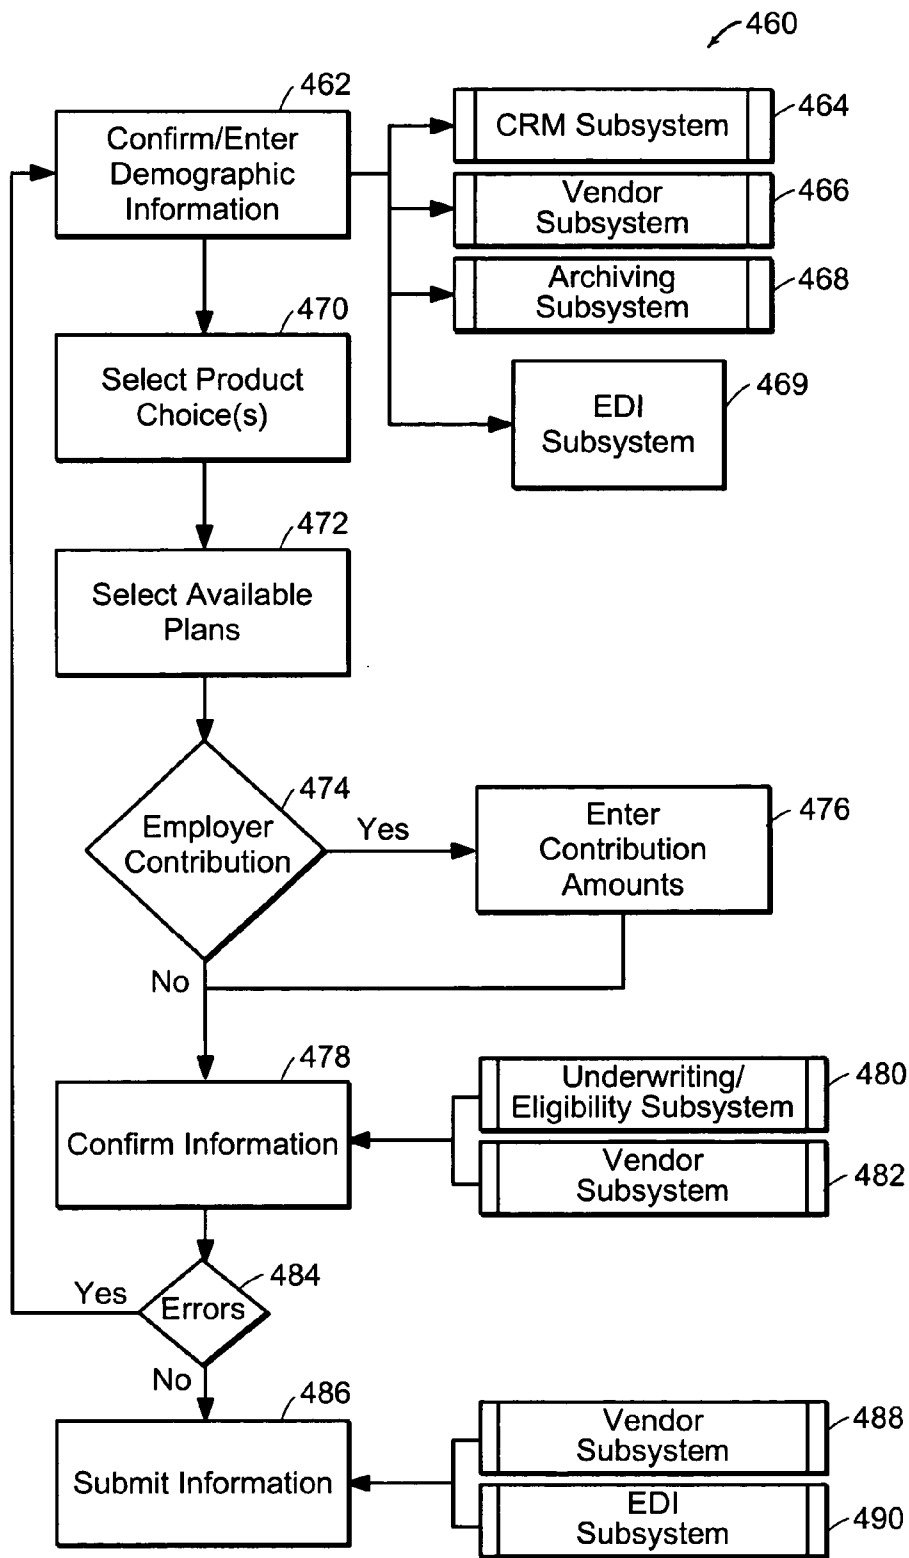 460
462
Confirm/Enter
Demographic
Information
CRM Subsystem
464
Vendor
Subsystem
466
Archiving
Subsystem
468
EDI
Subsystem
469
470
Select Product
Choice(s)
472
Select Available
Plans
474
Employer
Contribution
Yes
476
Enter
Contribution
Amounts
No
478
Confirm Information
Underwriting/
Eligibility Subsystem
480
Vendor
Subsystem
482
484
Errors
Yes
No
486
Submit Information
Vendor
Subsystem
488
EDI
Subsystem
490